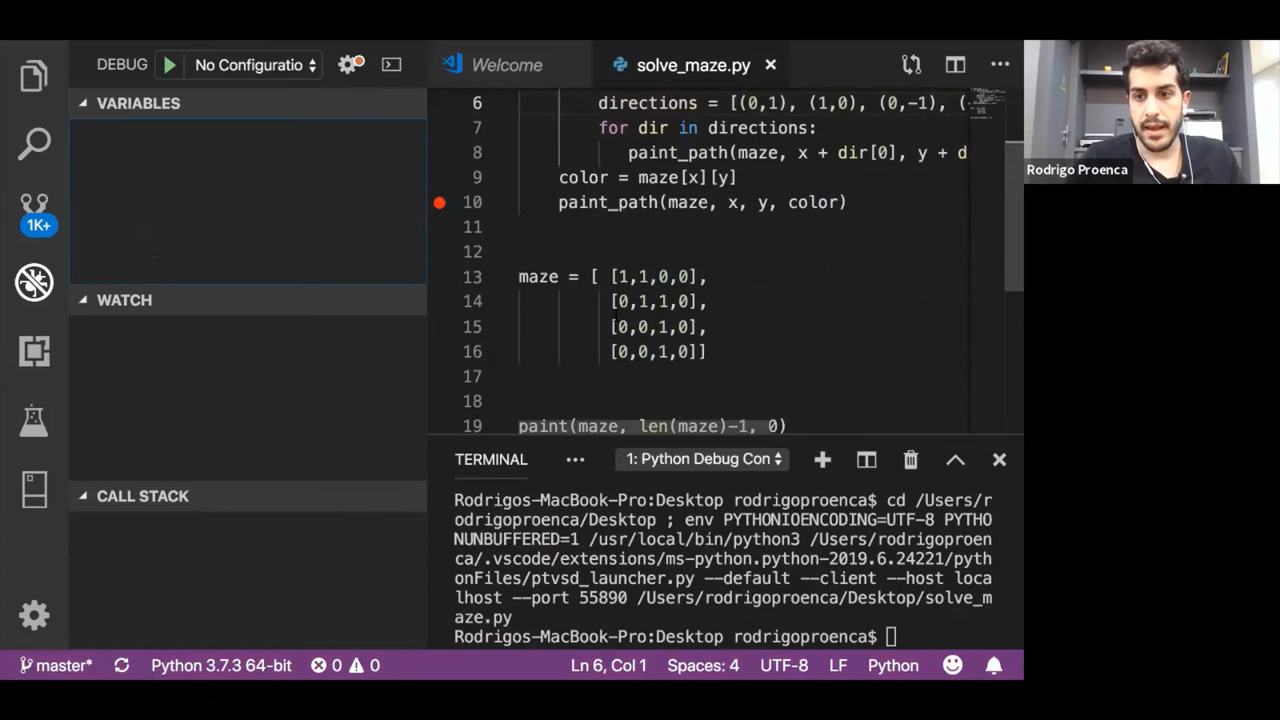 DEBUG No Configuratio Welcome solve_maze.py
VARIABLES
6 directions = [(0,1), (1,0), (0,-1), (
7 for dir in directions:
8 paint_path(maze, x + dir[0], y + d
9 color = maze[x][y]
10 paint_path(maze, x, y, color)
11
12
13 maze = [ [1,1,0,0],
14 [0,1,1,0],
15 [0,0,1,0],
16 [0,0,1,0]]
17
18
19 paint(maze, len(maze)-1, 0)
Rodrigo Proenca
1K+
WATCH
CALL STACK
TERMINAL 1: Python Debug Con
Rodrigos-MacBook-Pro:Desktop rodrigoproenca$ cd /Users/r
odrigoproenca/Desktop ; env PYTHONIOENCODING=UTF-8 PYTHO
NUNBUFFERED=1 /usr/local/bin/python3 /Users/rodrigoproen
ca/.vscode/extensions/ms-python.python-2019.6.24221/pyth
onFiles/ptvsd_launcher.py --default --client --host loca
lhost --port 55890 /Users/rodrigoproenca/Desktop/solve_m
aze.py
Rodrigos-MacBook-Pro:Desktop rodrigoproenca$
master* Python 3.7.3 64-bit 0 0 Ln 6, Col 1 Spaces: 4 UTF-8 LF Python